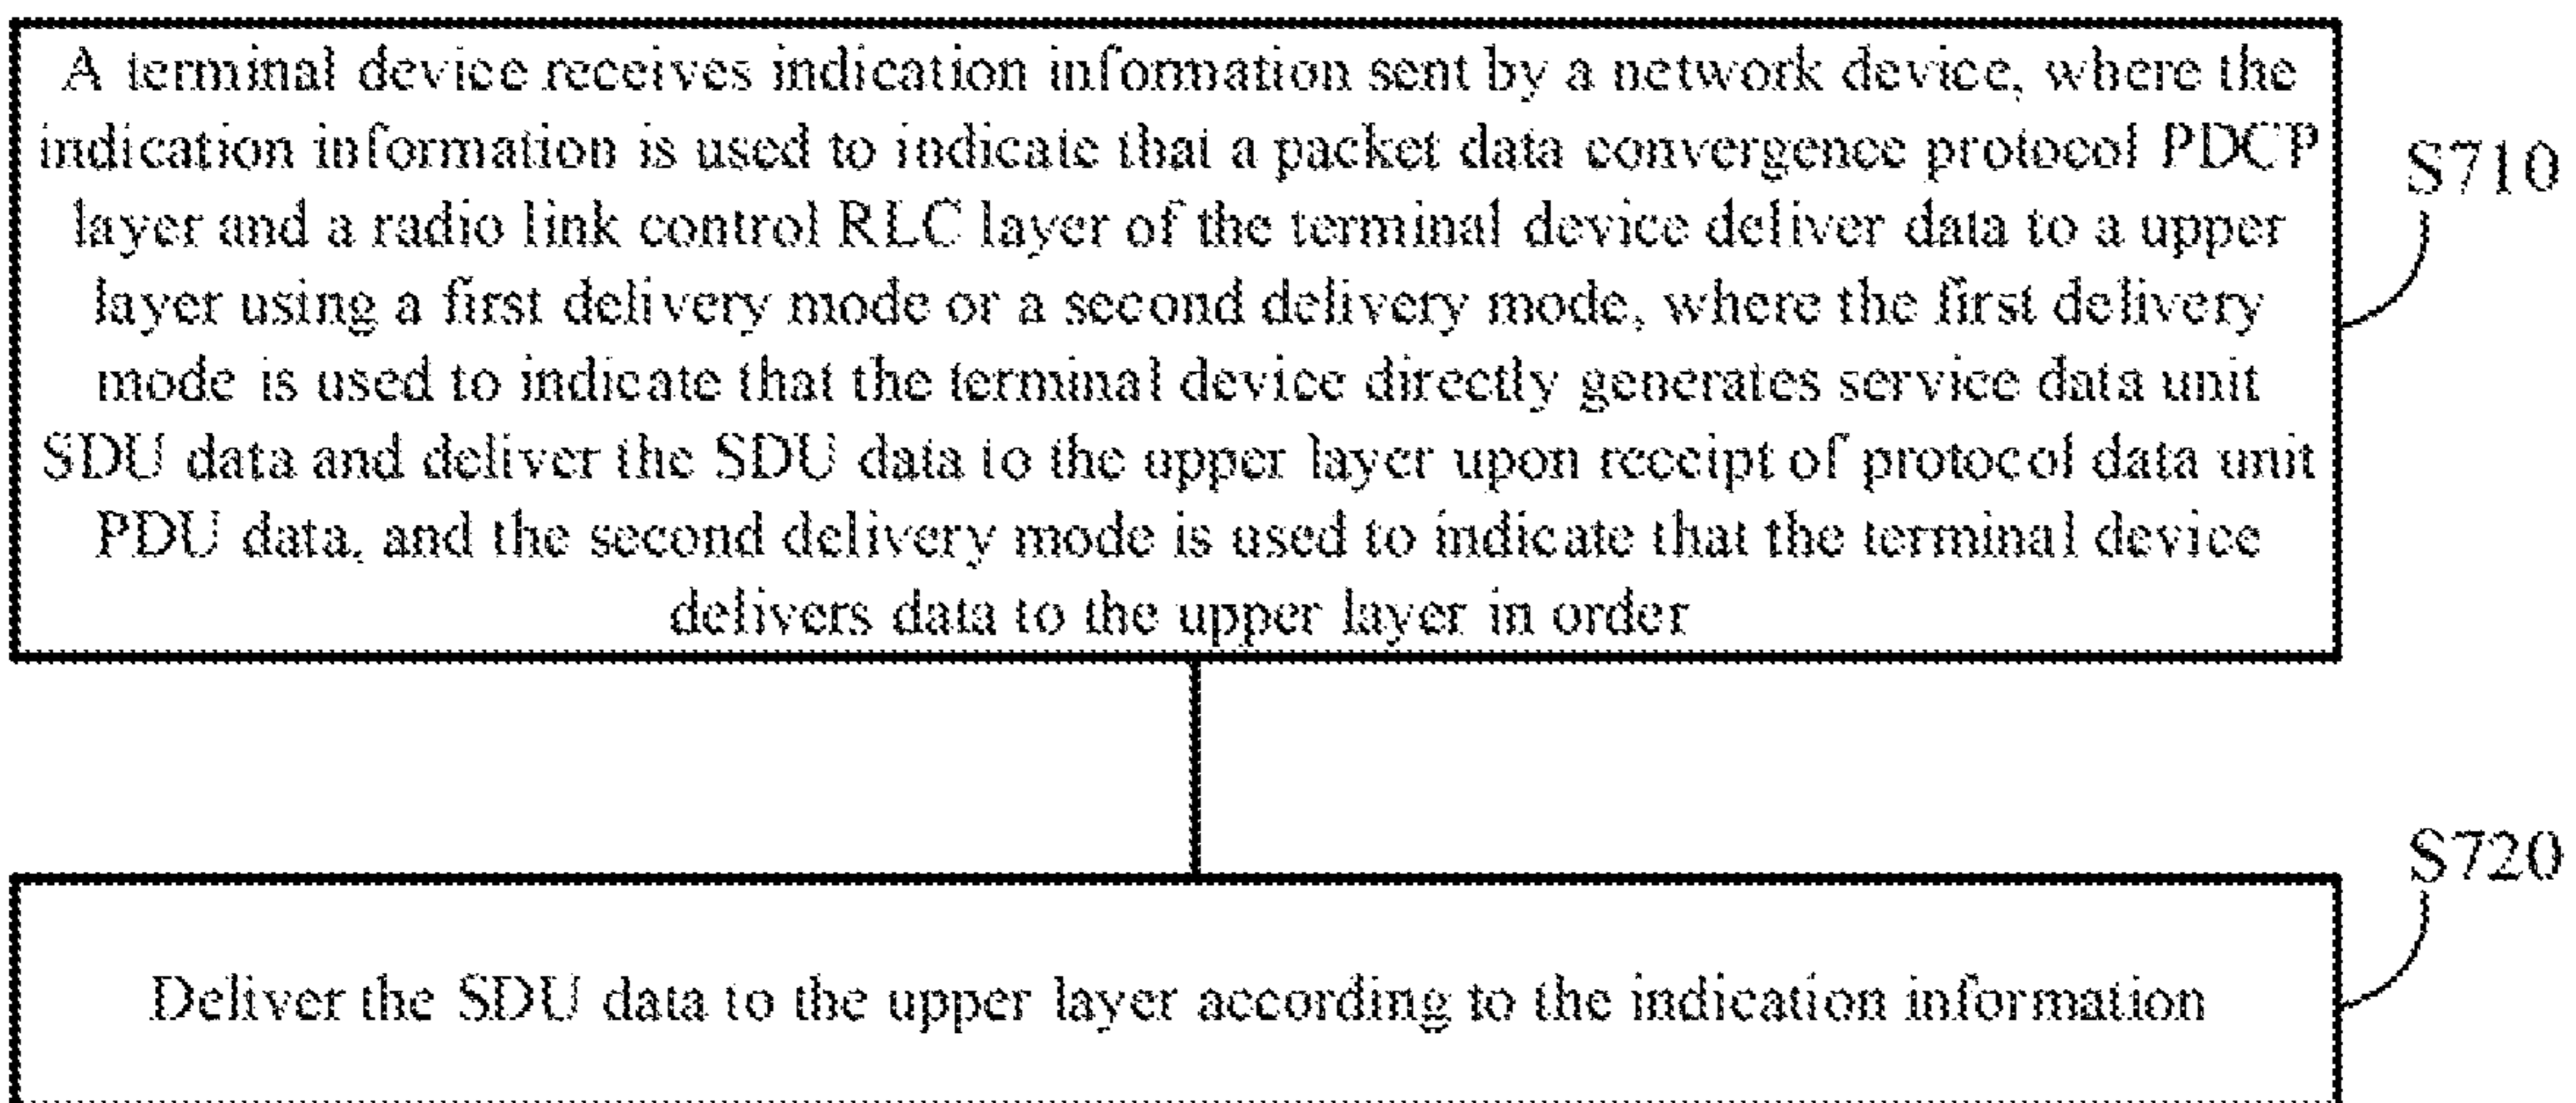 A terminal device receives indication information sent by a network device, where the
indication information is used to indicate that a packet data convergence protocol PDCP
layer and a radio link control RLC layer of the terminal device deliver data to a upper
layer using a first delivery mode or a second delivery mode, where the first delivery
mode is used to indicate that the terminal device directly generates service data unit
SDU data and deliver the SDU data to the upper layer upon receipt of protocol data unit
PDU data, and the second delivery mode is used to indicate that the terminal device
delivers data to the upper layer in order
S710
S720
Deliver the SDU data to the upper layer according to the indication information